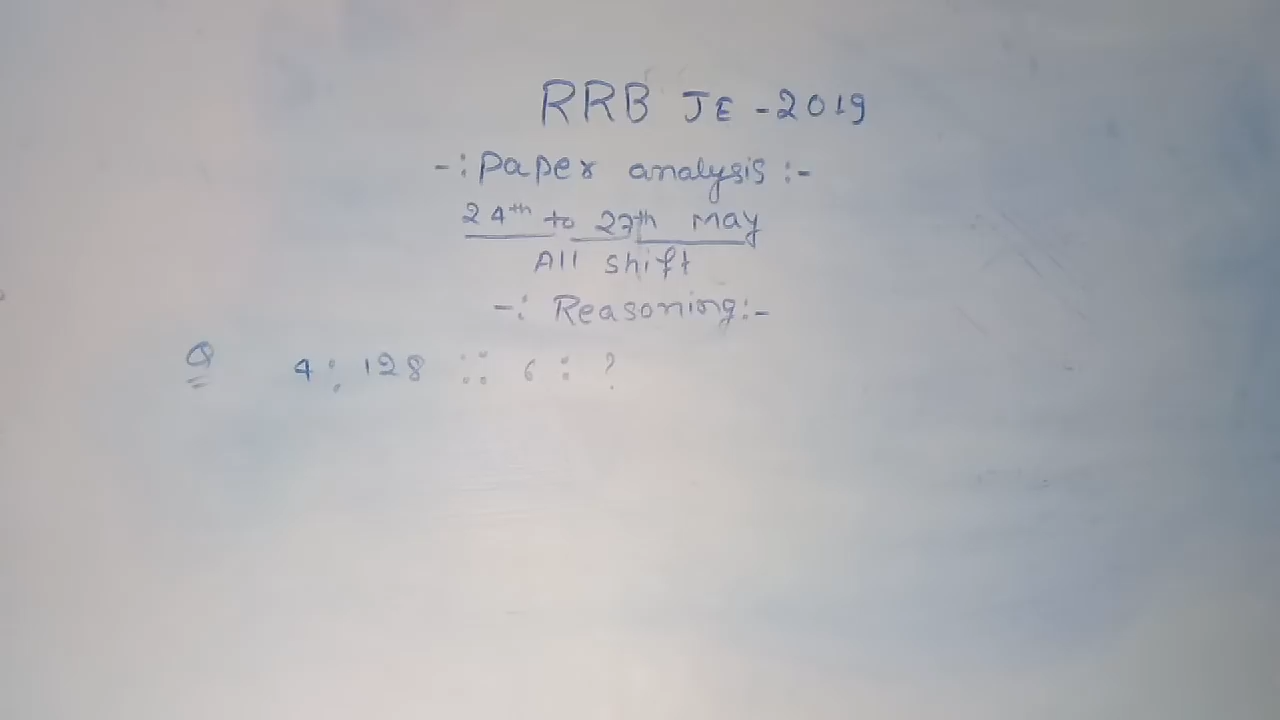 RRB JE - 2019
-: Paper analysis :-
24th to 27th May
All shift
-: Reasoning:-
Q 4 : 128 :: 6 : ?